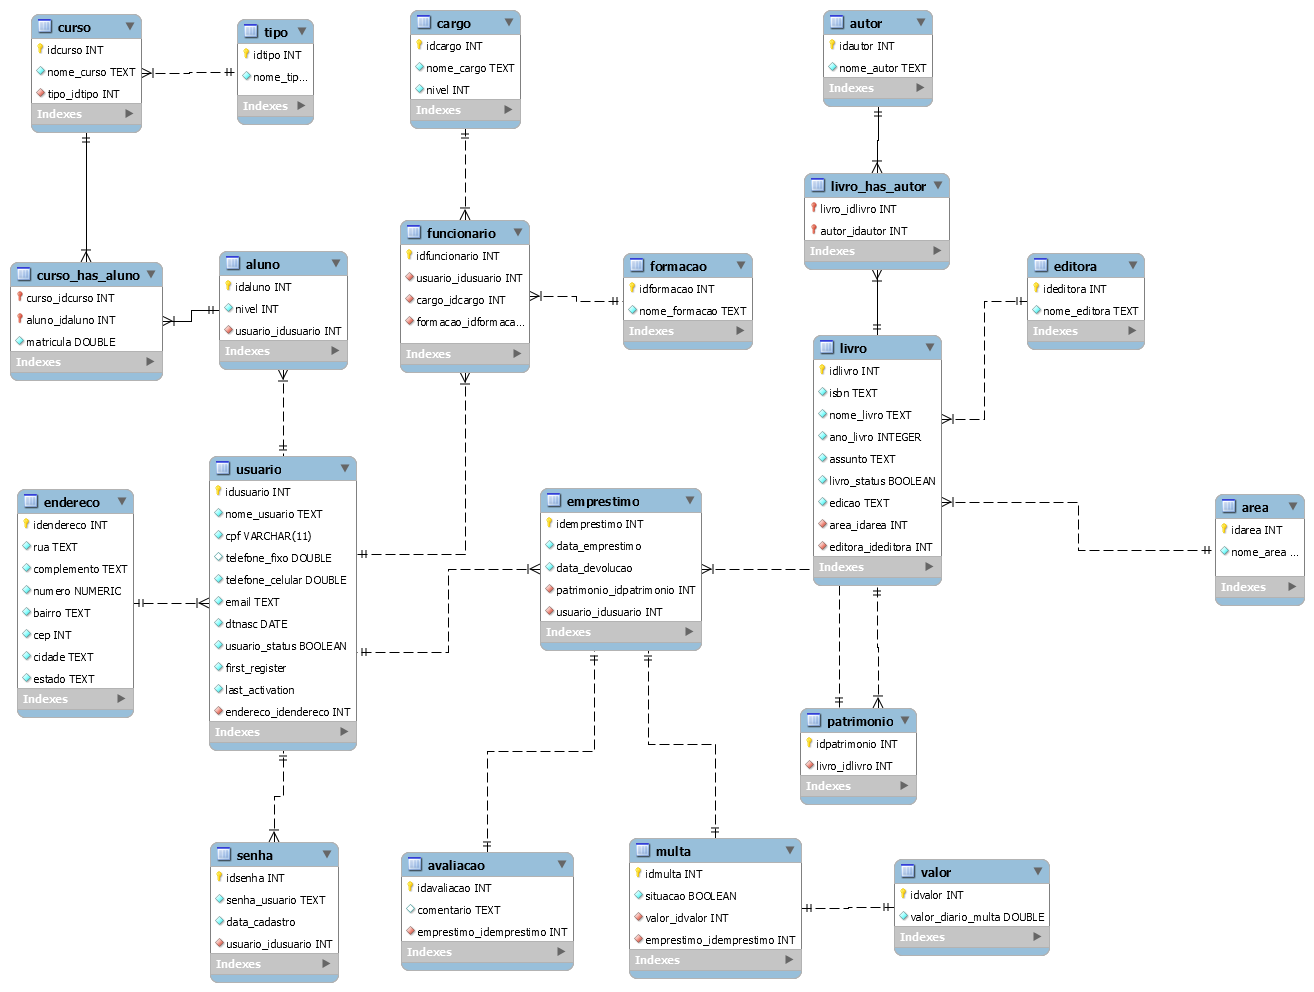 curso
idcurso INT
nome_curso TEXT
tipo_idtipo INT
Indexes
tipo
idtipo INT
nome_tip...
Indexes
cargo
idcargo INT
nome_cargo TEXT
nivel INT
Indexes
autor
idautor INT
nome_autor TEXT
Indexes
livro_has_autor
livro_idlivro INT
autor_idautor INT
Indexes
curso_has_aluno
curso_idcurso INT
aluno_idaluno INT
matricula DOUBLE
Indexes
aluno
idaluno INT
nivel INT
usuario_idusuario INT
Indexes
funcionario
idfuncionario INT
usuario_idusuario INT
cargo_idcargo INT
formacao_idformaca...
Indexes
formacao
idformacao INT
nome_formacao TEXT
Indexes
editora
ideditora INT
nome_editora TEXT
Indexes
livro
idlivro INT
isbn TEXT
nome_livro TEXT
ano_livro INTEGER
assunto TEXT
livro_status BOOLEAN
edicao TEXT
area_idarea INT
editora_ideditora INT
Indexes
endereco
idendereco INT
rua TEXT
complemento TEXT
numero NUMERIC
bairro TEXT
cep INT
cidade TEXT
estado TEXT
Indexes
usuario
idusuario INT
nome_usuario TEXT
cpf VARCHAR(11)
telefone_fixo DOUBLE
telefone_celular DOUBLE
email TEXT
dtnasc DATE
usuario_status BOOLEAN
first_register
last_activation
endereco_idendereco INT
Indexes
emprestimo
idemprestimo INT
data_emprestimo
data_devolucao
patrimonio_idpatrimonio INT
usuario_idusuario INT
Indexes
area
idarea INT
nome_area ...
Indexes
patrimonio
idpatrimonio INT
livro_idlivro INT
Indexes
senha
idsenha INT
senha_usuario TEXT
data_cadastro
usuario_idusuario INT
Indexes
avaliacao
idavaliacao INT
comentario TEXT
emprestimo_idemprestimo INT
Indexes
multa
idmulta INT
situacao BOOLEAN
valor_idvalor INT
emprestimo_idemprestimo INT
Indexes
valor
idvalor INT
valor_diario_multa DOUBLE
Indexes